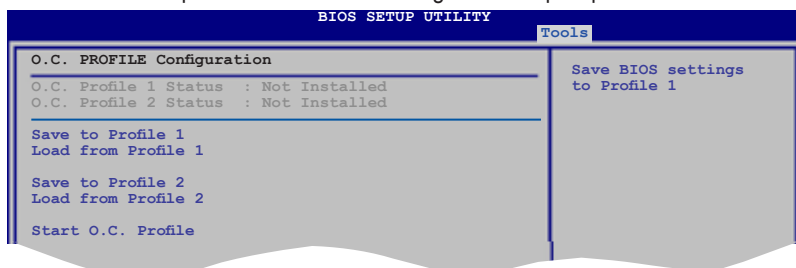 BIOS SETUP UTILITY
Tools
O.C. PROFILE Configuration
O.C. Profile 1 Status : Not Installed
O.C. Profile 2 Status : Not Installed
Save to Profile 1
Load from Profile 1
Save to Profile 2
Load from Profile 2
Start O.C. Profile
Save BIOS settings
to Profile 1